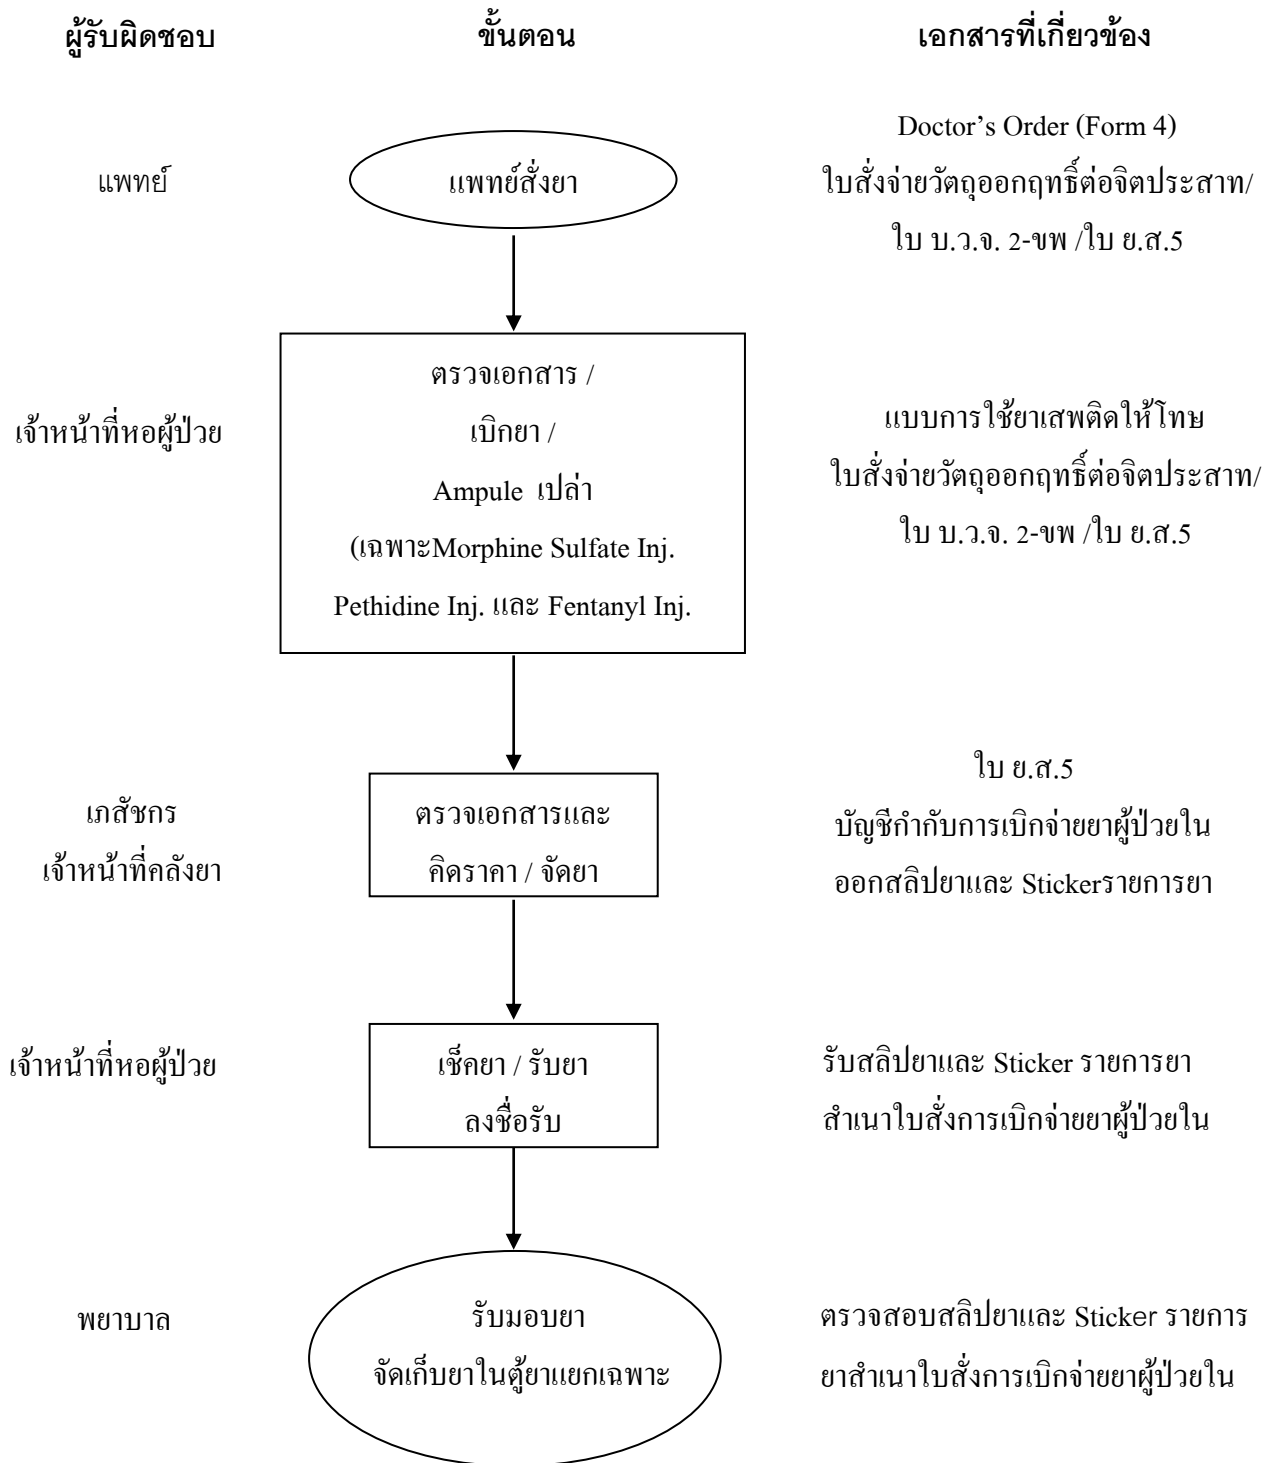 ผู้รับผิดชอบ ขั้นตอน เอกสารที่เกี่ยวข้อง
Doctor’s Order (Form 4)
แพทย์ แพทย์สั่งยา ใบสั่งจ่ายวัตถุออกฤทธิ์ต่อจิตประสาท/
ใบ บ.ว.จ. 2-ขพ /ใบ ย.ส.5
เจ้าหน้าที่หอผู้ป่วย
ตรวจเอกสาร /
เบิกยา /
Ampule เปล่า
(เฉพาะMorphine Sulfate Inj.
Pethidine Inj. และ Fentanyl Inj.
แบบการใช้ยาเสพติดให้โทษ
ใบสั่งจ่ายวัตถุออกฤทธิ์ต่อจิตประสาท/
ใบ บ.ว.จ. 2-ขพ /ใบ ย.ส.5
เภสัชกร
เจ้าหน้าที่คลังยา
ตรวจเอกสารและ
คิดราคา / จัดยา
ใบ ย.ส.5
บัญชีกำกับการเบิกจ่ายยาผู้ป่วยใน
ออกสลิปยาและ Stickerรายการยา
เจ้าหน้าที่หอผู้ป่วย
เช็คยา / รับยา
ลงชื่อรับ
รับสลิปยาและ Sticker รายการยา
สำเนาใบสั่งการเบิกจ่ายยาผู้ป่วยใน
พยาบาล
รับมอบยา
จัดเก็บยาในตู้ยาแยกเฉพาะ
ตรวจสอบสลิปยาและ Sticker รายการ
ยาสำเนาใบสั่งการเบิกจ่ายยาผู้ป่วยใน